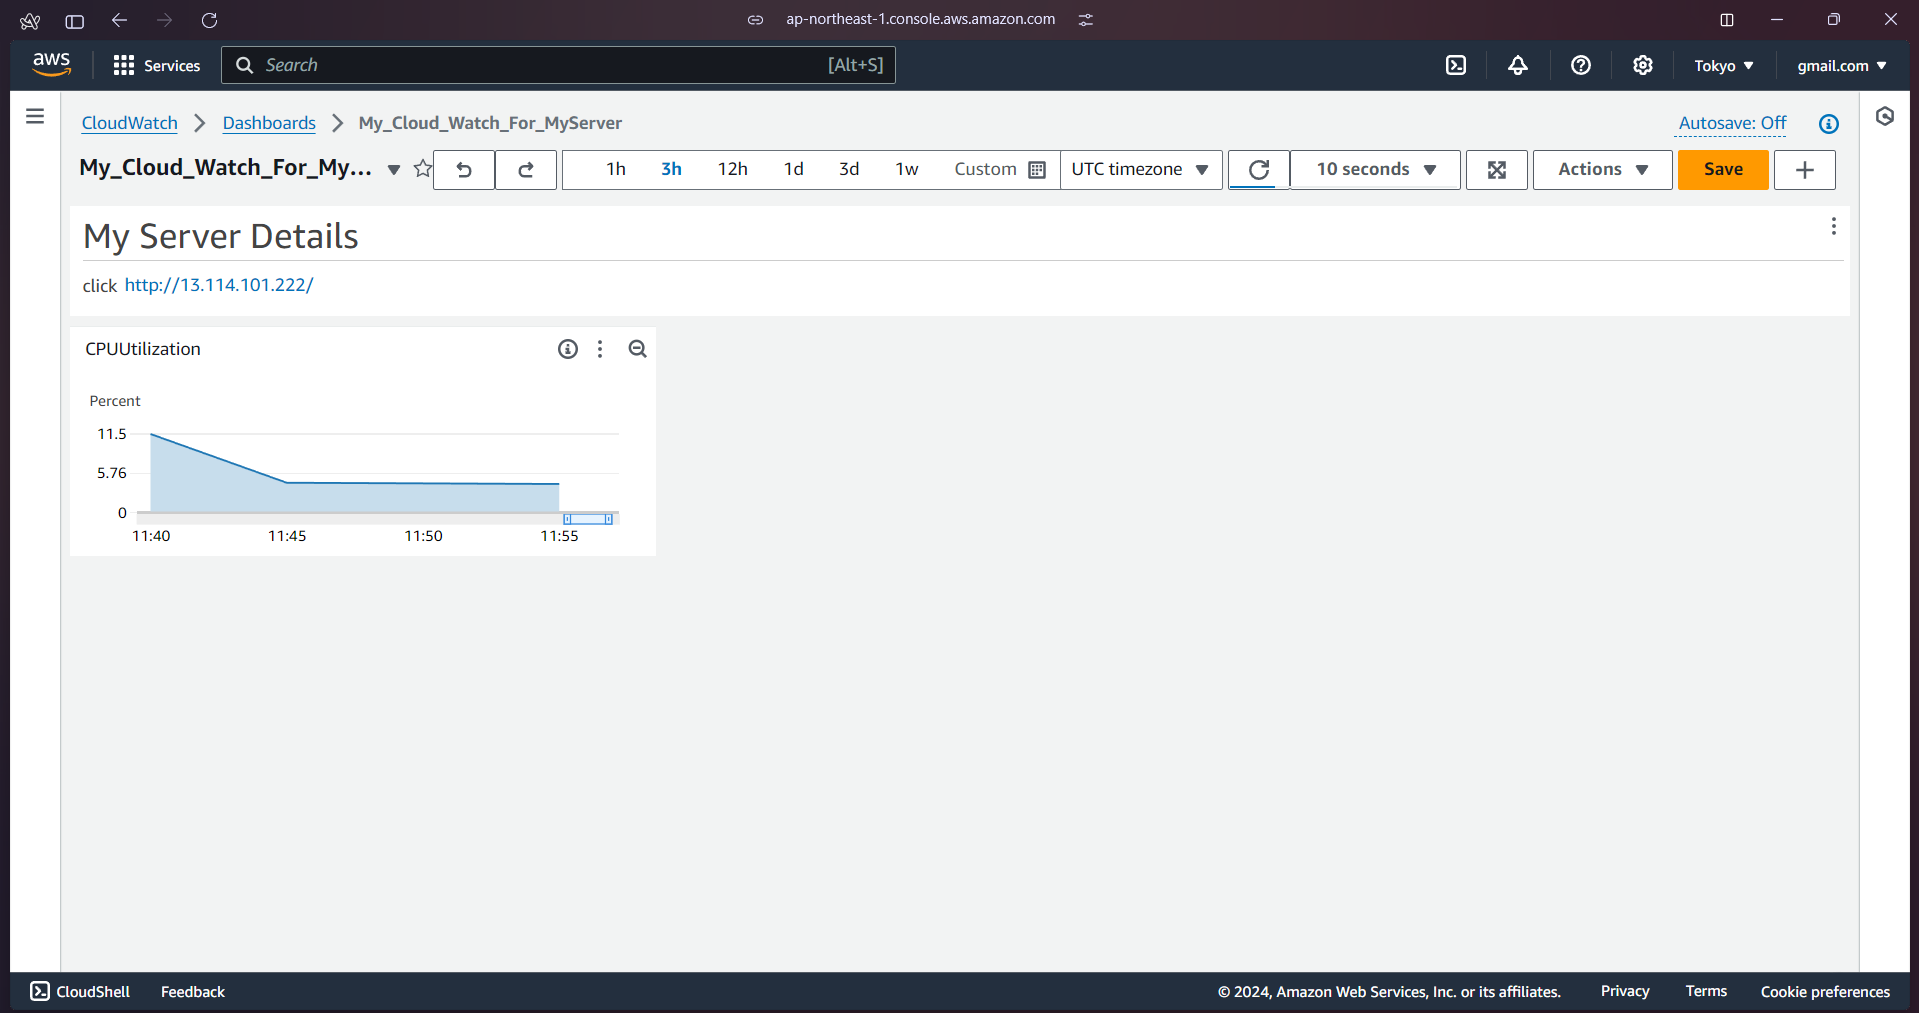 ap-northeast-1.console.aws.amazon.com
aws
Services
Search
[Alt+S]
Tokyo
gmail.com
CloudWatch
Dashboards
My_Cloud_Watch_For_MyServer
Autosave: Off
My_Cloud_Watch_For_My...
1h
3h
12h
1d
3d
1w
Custom
UTC timezone
10 seconds
Actions
Save
My Server Details
click http://13.114.101.222/
CPUUtilization
Percent
11.5
5.76
0
11:40
11:45
11:50
11:55
CloudShell
Feedback
© 2024, Amazon Web Services, Inc. or its affiliates.
Privacy
Terms
Cookie preferences